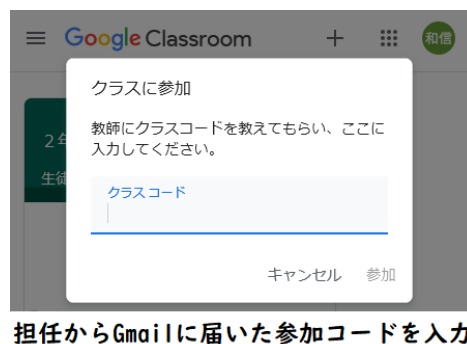 Google Classroom
和信
クラスに参加
教師にクラスコードを教えてもらい、ここに
入力してください。
2年
生徒
クラス コード
キャンセル 参加
担任からGmailに届いた参加コードを入力